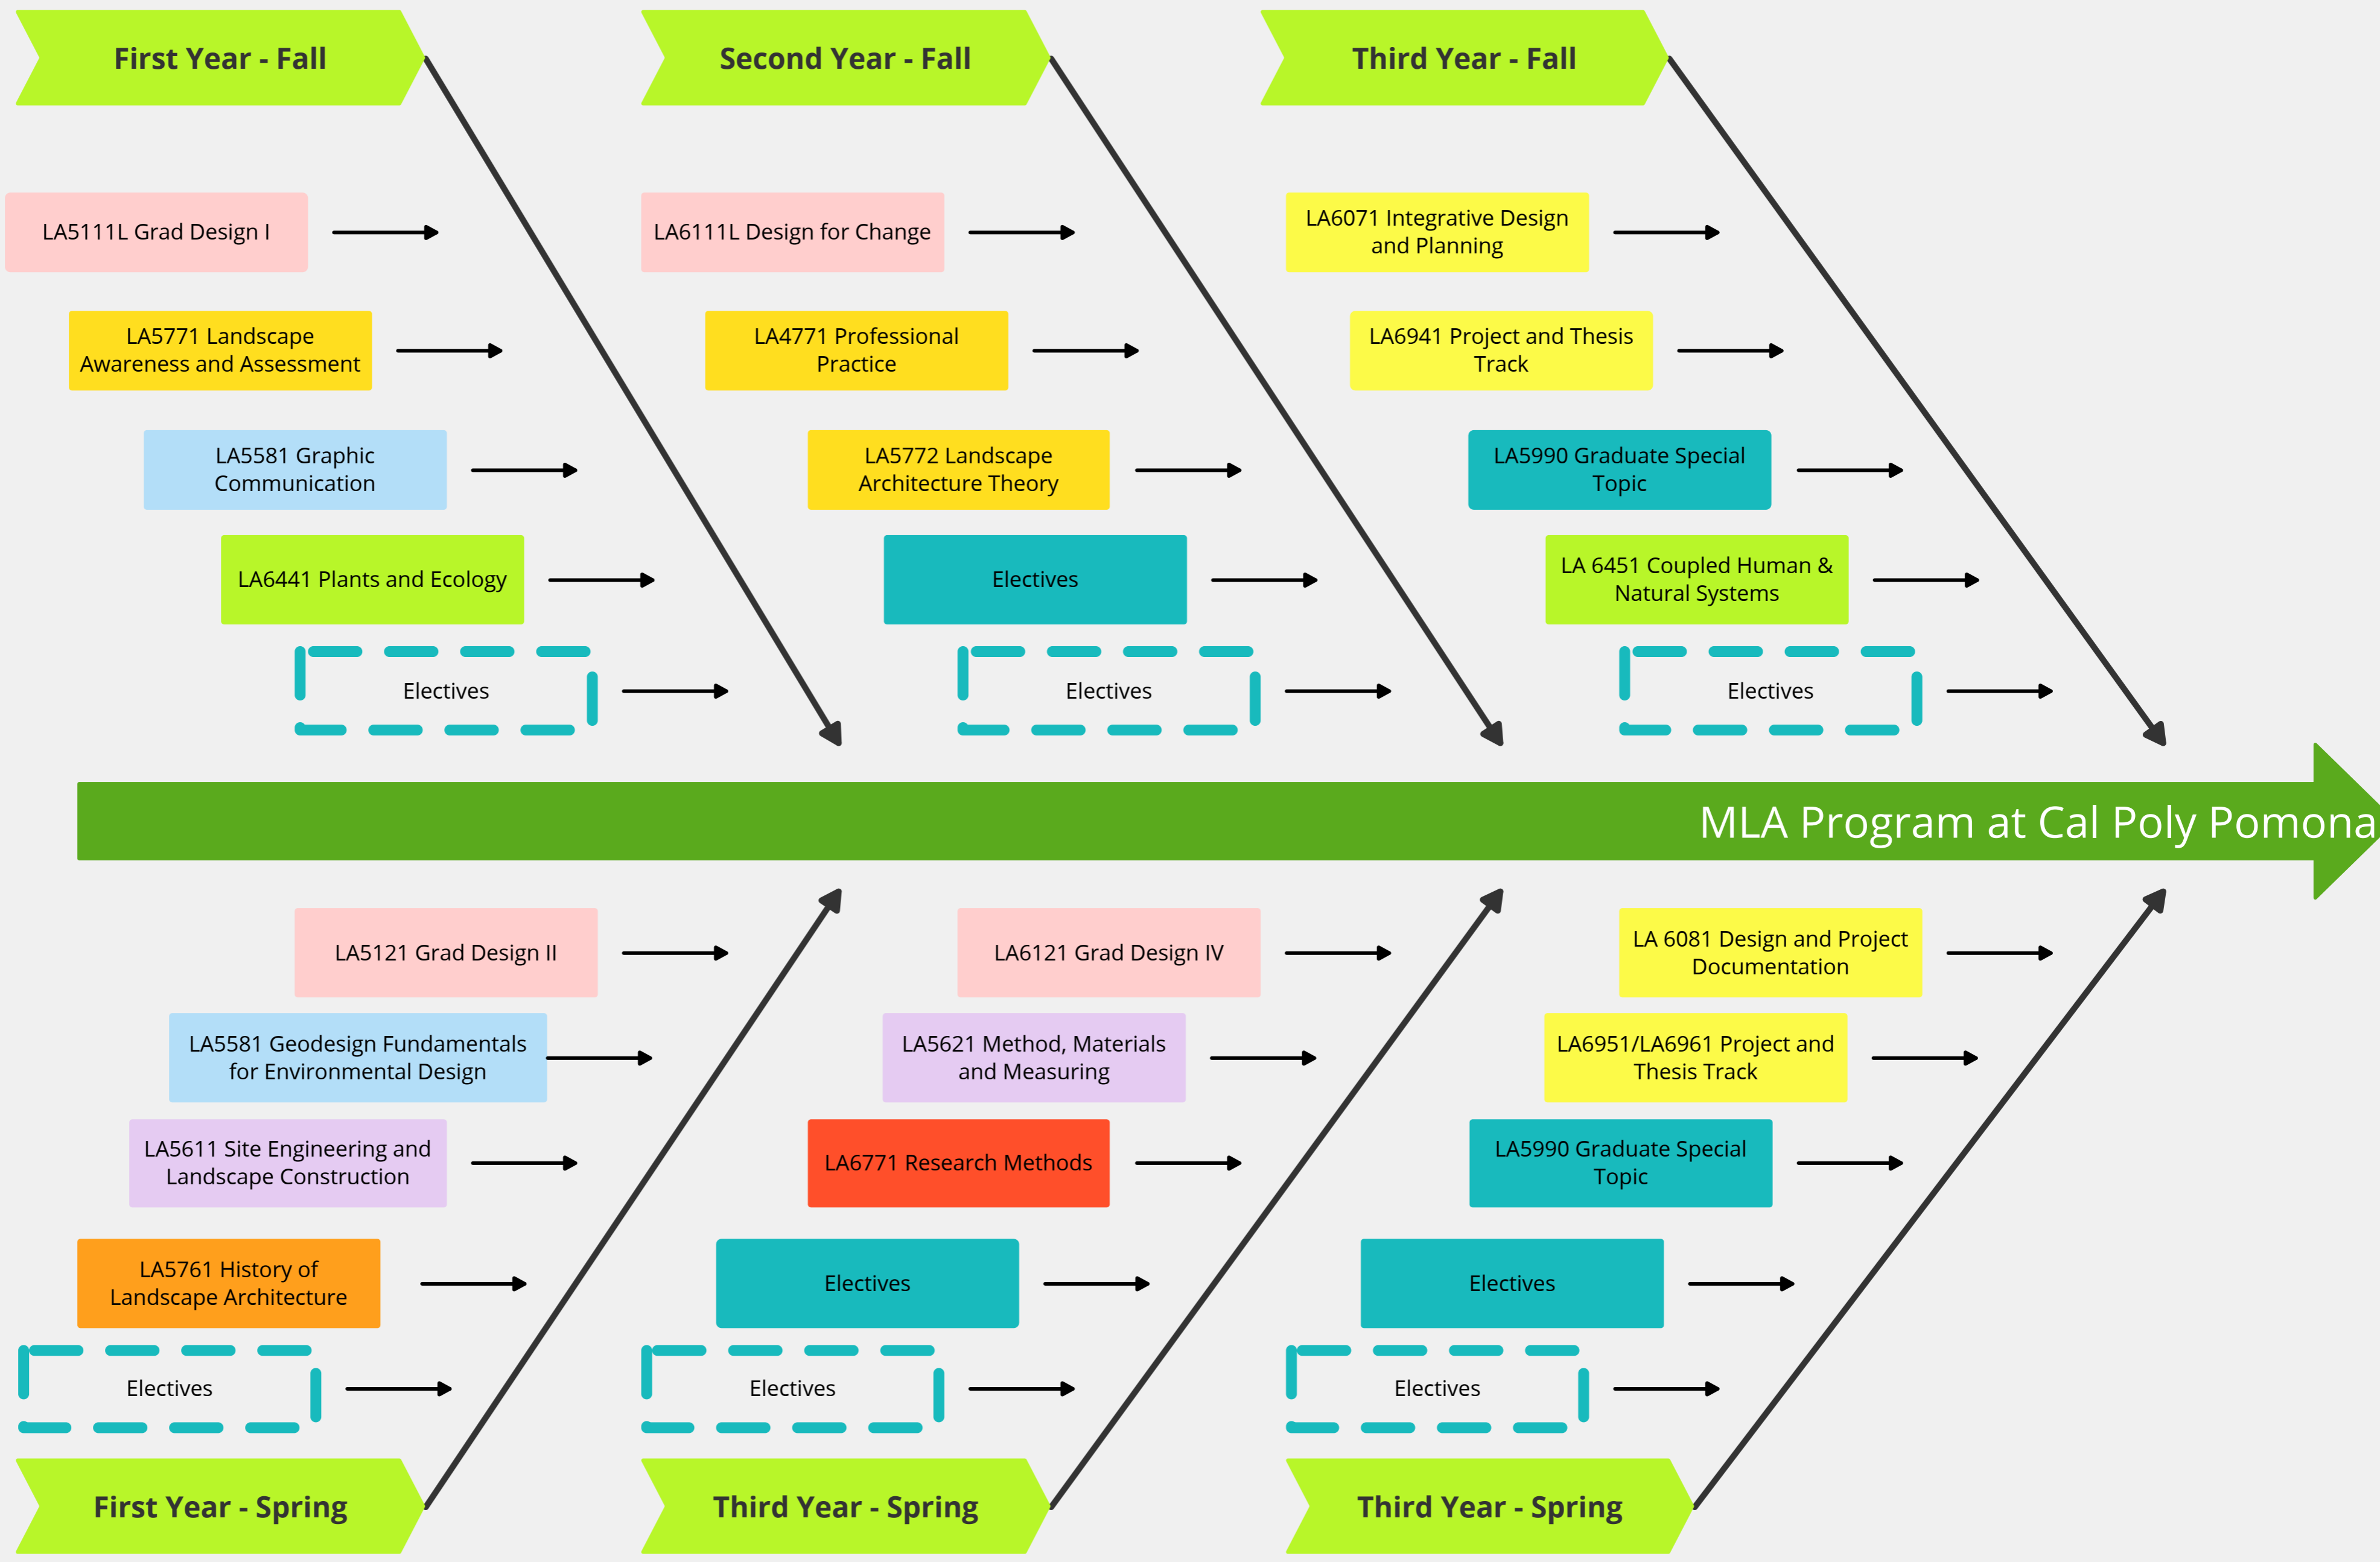 First Year - Fall
Second Year - Fall
Third Year - Fall
LA5111L Grad Design I
LA6111L Design for Change
LA6071 Integrative Design
and Planning
LA5771 Landscape
Awareness and Assessment
LA4771 Professional
Practice
LA6941 Project and Thesis
Track
LA5581 Graphic
Communication
LA5772 Landscape
Architecture Theory
LA5990 Graduate Special
Topic
LA6441 Plants and Ecology
Electives
LA 6451 Coupled Human &
Natural Systems
Electives
Electives
Electives
MLA Program at Cal Poly Pomona
LA5121 Grad Design II
LA6121 Grad Design IV
LA 6081 Design and Project
Documentation
LA5581 Geodesign Fundamentals
for Environmental Design
LA5621 Method, Materials
and Measuring
LA6951/LA6961 Project and
Thesis Track
LA5611 Site Engineering and
Landscape Construction
LA6771 Research Methods
LA5990 Graduate Special
Topic
LA5761 History of
Landscape Architecture
Electives
Electives
Electives
Electives
Electives
First Year - Spring
Third Year - Spring
Third Year - Spring